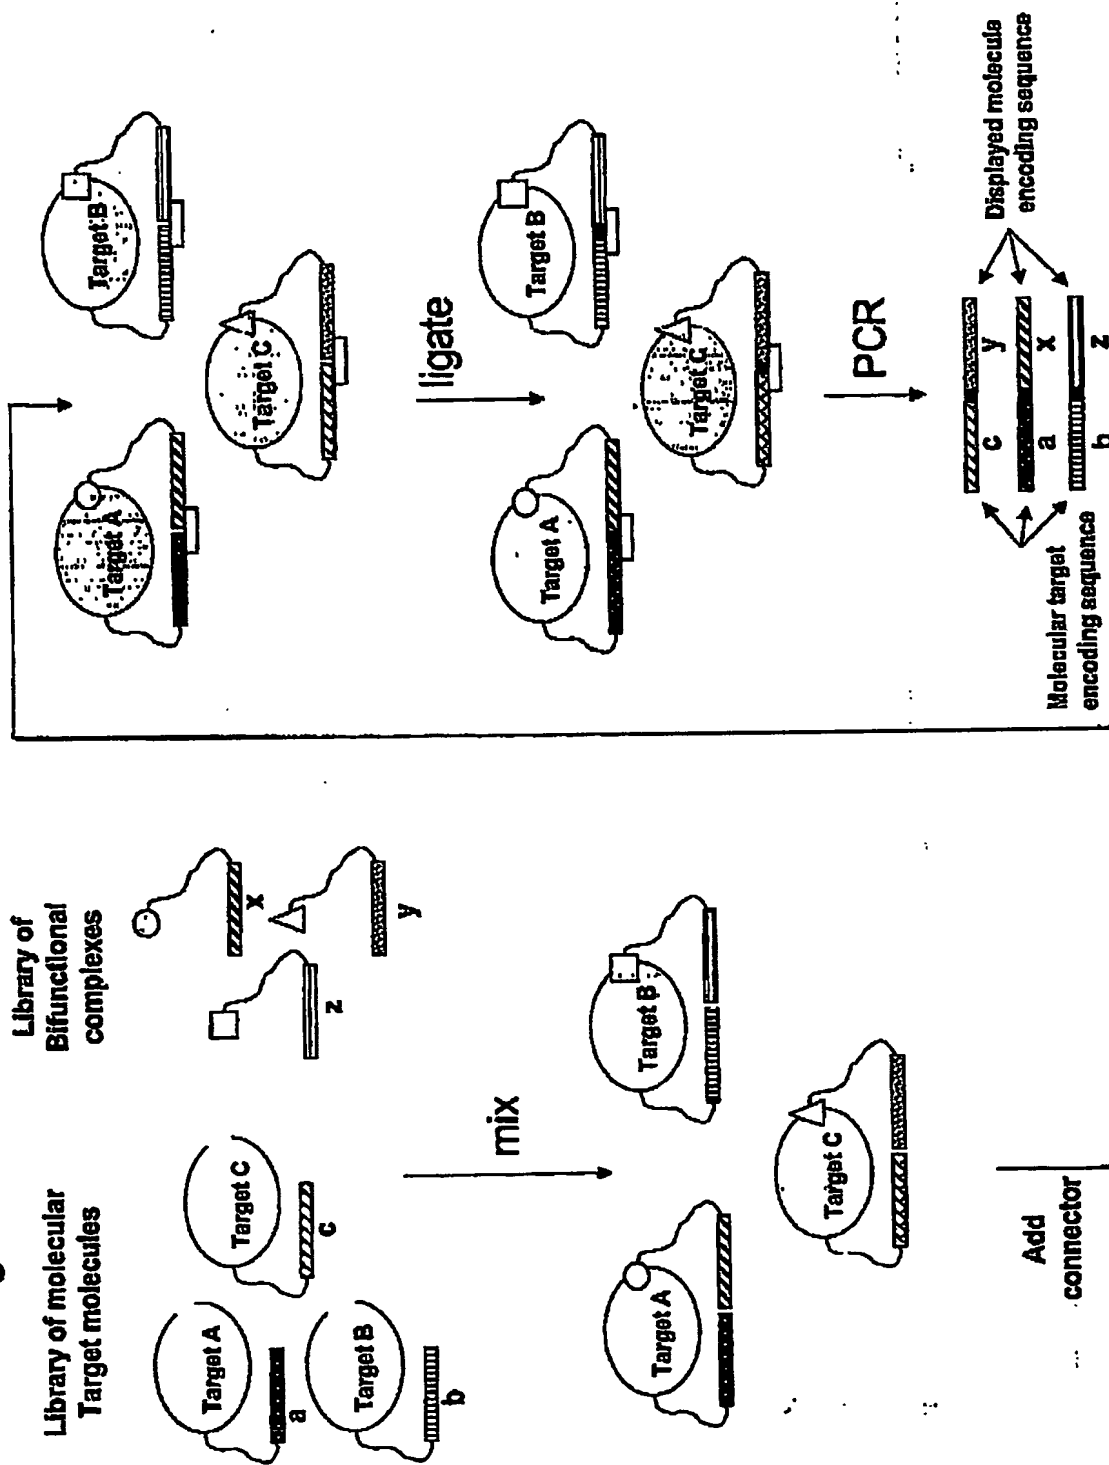 Library of molecular
Target molecules
Library of
Bifunctional
complexes
Target A
a
Target B
b
Target C
c
x
z
y
mix
Target A
Target B
Target C
Add
connector
Target A
Target B
Target C
ligate
Target A
Target B
Target C
PCR
c y
a x
b z
Molecular target
encoding sequence
Displayed molecule
encoding sequence